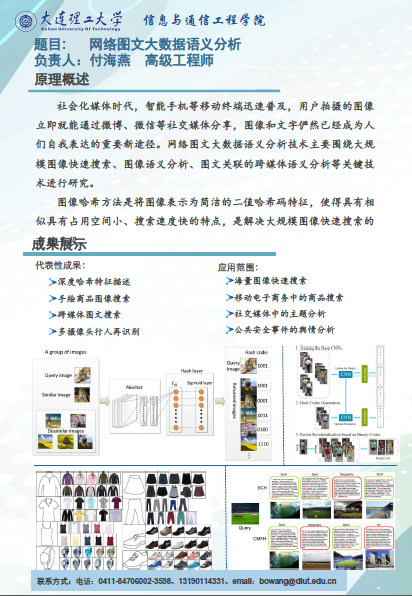 大连理工大学 信息与通信工程学院
Dalian University Of Technology
题目： 网络图文大数据语义分析
负责人：付海燕 高级工程师
原理概述
社会化媒体时代，智能手机等移动终端迅速普及，用户拍摄的图像
立即就能通过微博、微信等社交媒体分享，图像和文字俨然已经成为人
们自我表达的重要新途径。网络图文大数据语义分析技术主要围绕大规
模图像快速搜索、图像语义分析、图文关联的跨媒体语义分析等关键技
术进行研究。
图像哈希方法是将图像表示为简洁的二值哈希码特征，使得具有相
似具有占用空间小、搜索速度快的特点，是解决大规模图像快速搜索的
成果展示
代表性成果：
深度哈希特征描述
手绘商品图像搜索
跨媒体图文搜索
多摄像头行人再识别
应用范围：
海量图像快速搜索
移动电子商务中的商品搜索
社交媒体中的主题分析
公共安全事件的舆情分析
A group of images
Query image
Similar image
Dissimilar images
AlexNet
Hash layer
Sigmoid layer
Hash codes
Query Image
1001
Returned images
1001
0001
1011
0100
1110
1. Training the Deep CNNs
CNN
2. Hash Codes Generation
CNN
3. Person Re-identification based on Binary Codes
Rank List
SCH
Query
CMFH
Sport
Sport
Geography
Sport
联系方式：电话：0411-84706002-3598、13190114331、email：bowang@dlut.edu.cn